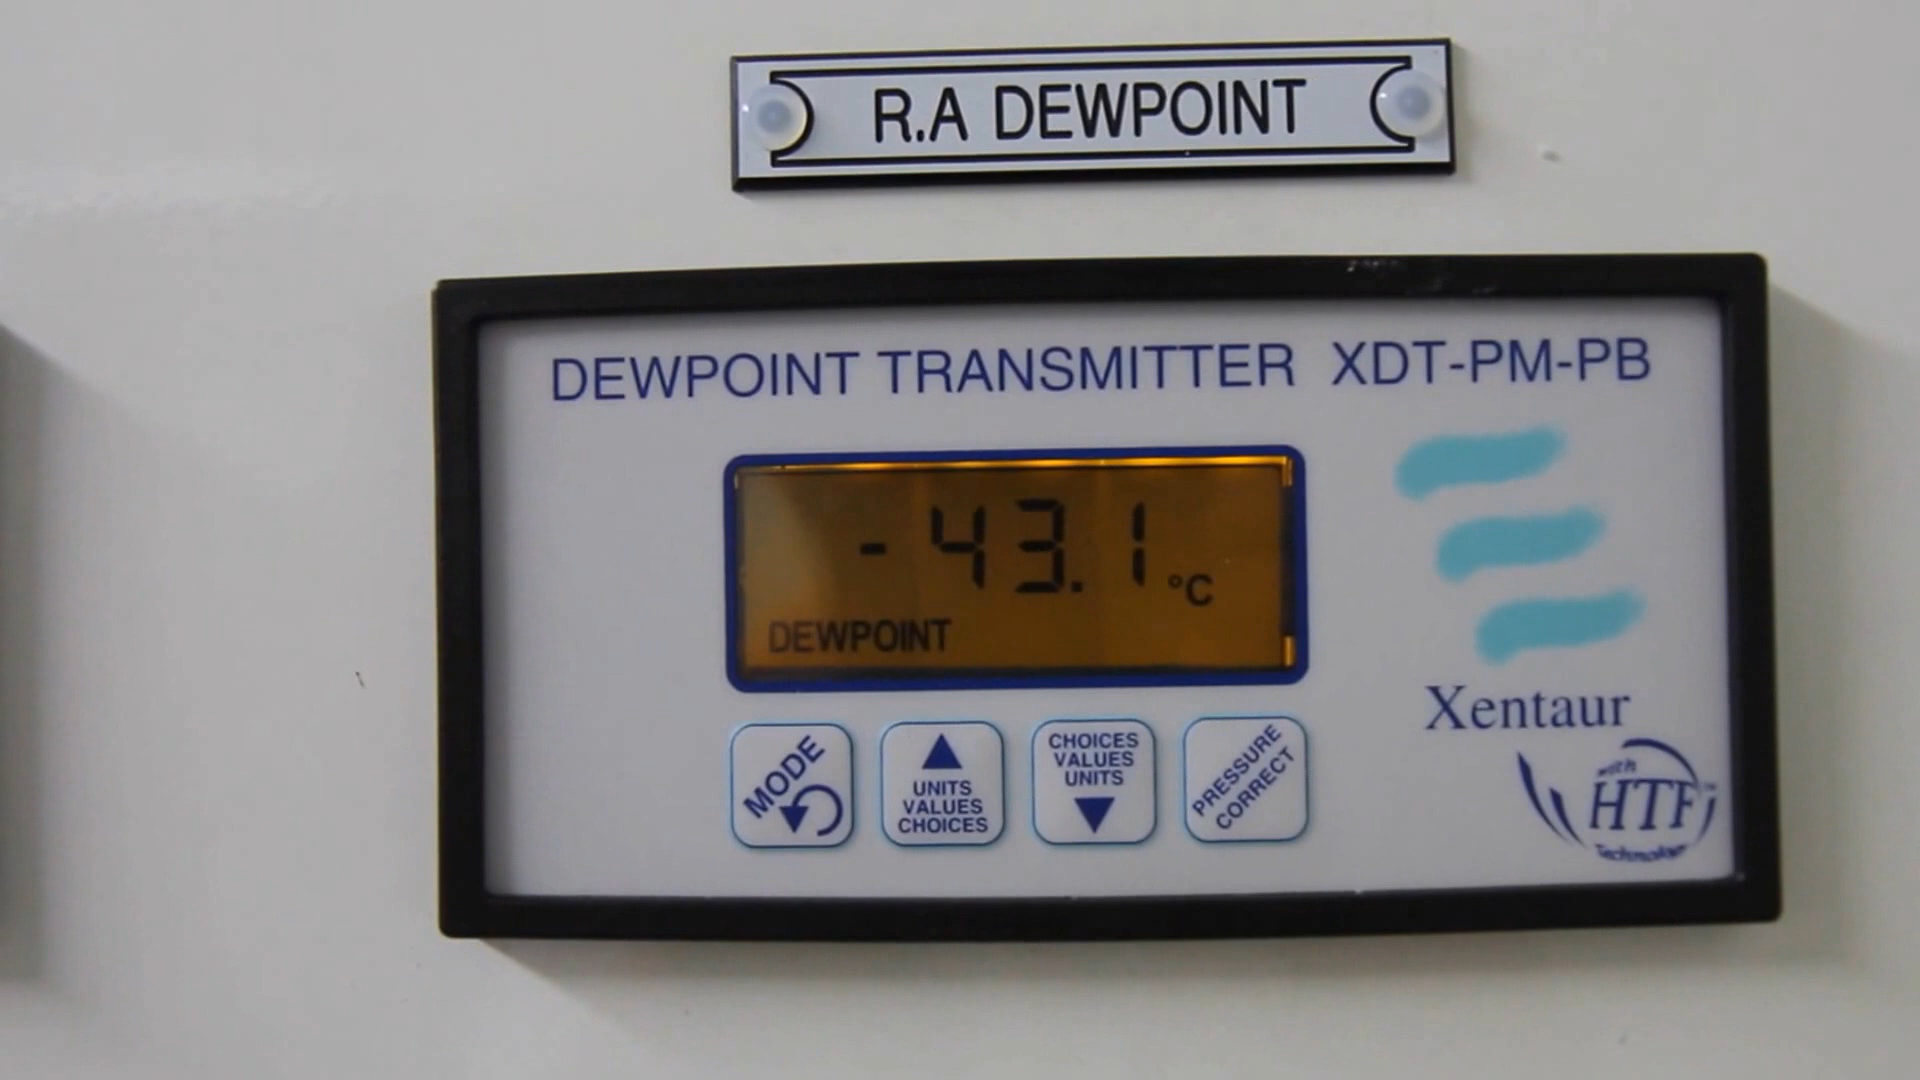 R.A DEWPOINT
DEWPOINT TRANSMITTER XDT-PM-PB
-43.1 °C
DEWPOINT
MODE
UNITS
VALUES
CHOICES
CHOICES
VALUES
UNITS
PRESSURE
CORRECT
Xentaur
with
HTF™
Technology